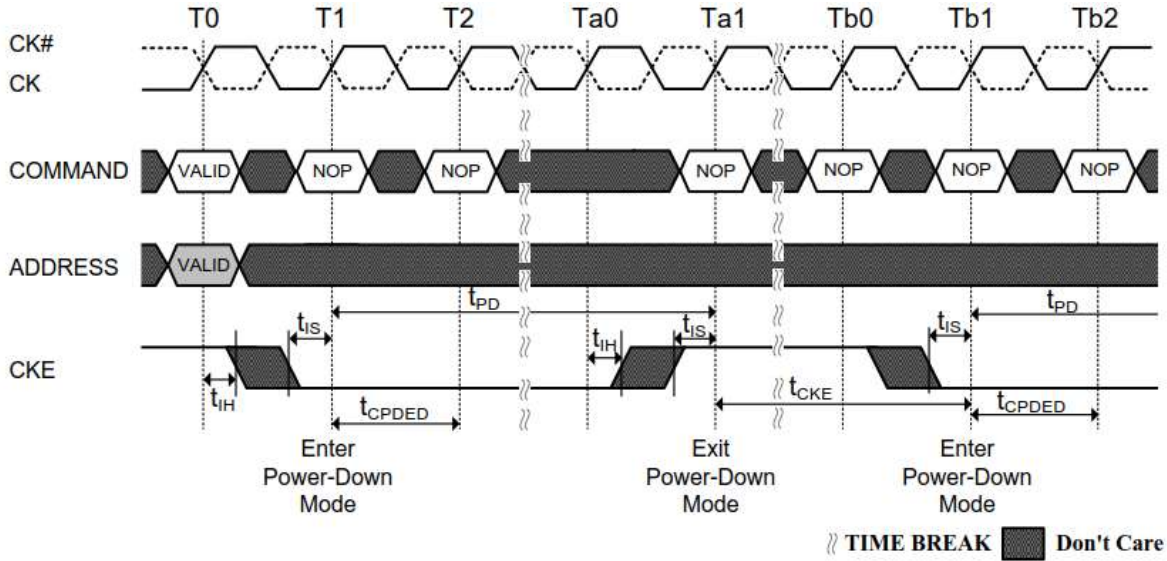 T0 T1 T2 Ta0 Ta1 Tb0 Tb1 Tb2
CK#
CK
COMMAND VALID NOP NOP NOP NOP NOP NOP
ADDRESS VALID
tPD tPD
tIS tIH tIS tIS
CKE
tIH tCPDED tCKE tCPDED
Enter Power-Down Mode
Exit Power-Down Mode
Enter Power-Down Mode
TIME BREAK Don't Care